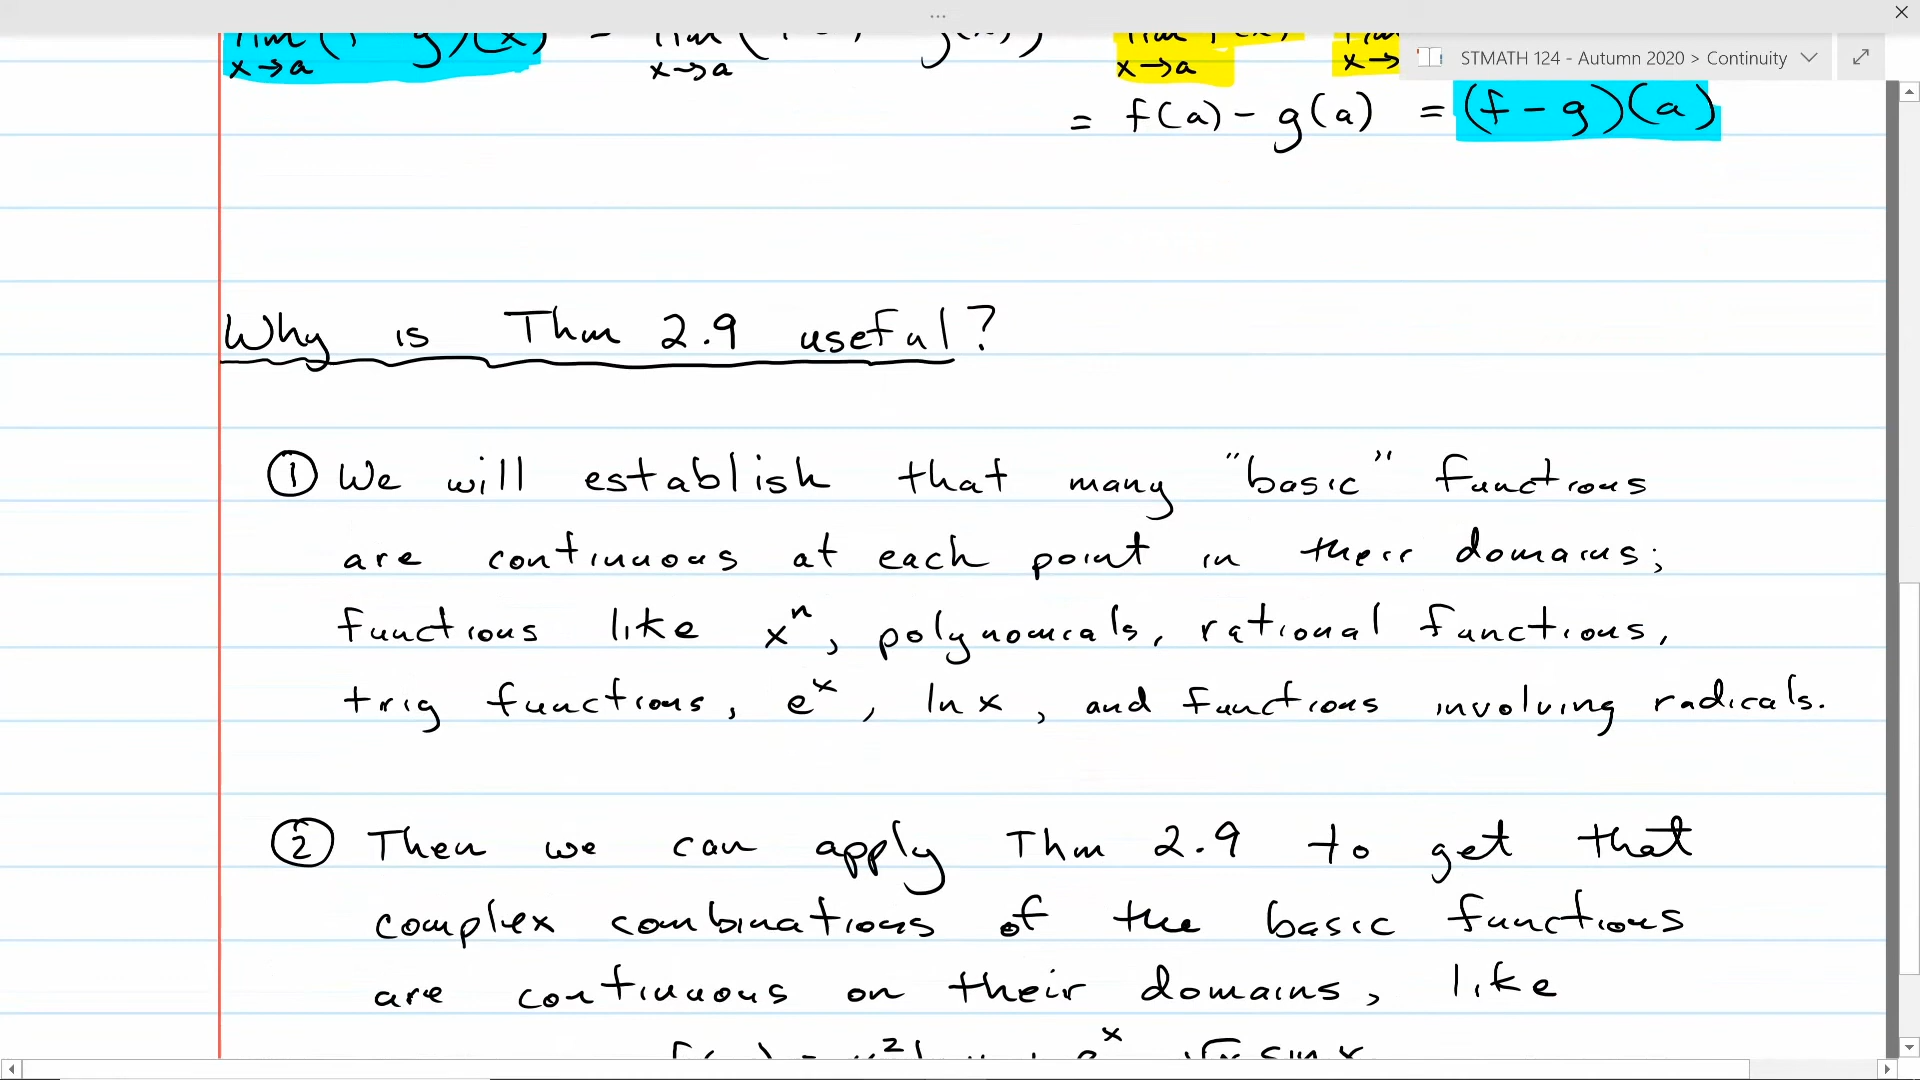 x→a x→a x→a x→
STMATH 124 - Autumn 2020 > Continuity
= f(a) - g(a) = (f - g)(a)
Why is Thm 2.9 useful?
① We will establish that many "basic" functions
are continuous at each point in their domains;
functions like xⁿ, polynomials, rational functions,
trig functions, eˣ, ln x, and functions involving radicals.
② Then we can apply Thm 2.9 to get that
complex combinations of the basic functions
are continuous on their domains, like